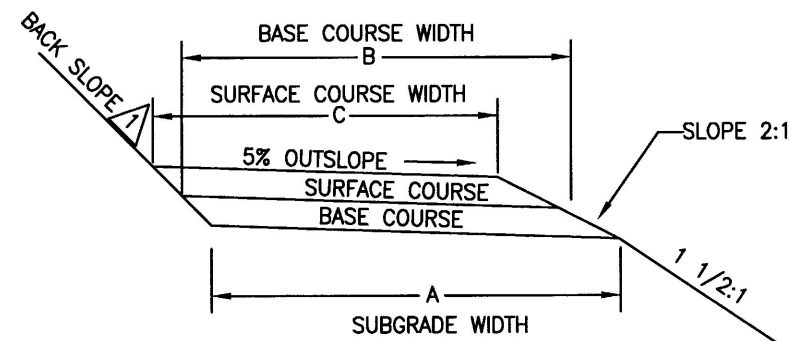 BACK SLOPE 1
BASE COURSE WIDTH
B
SURFACE COURSE WIDTH
C
SLOPE 2:1
5% OUTSLOPE
SURFACE COURSE
BASE COURSE
1 1/2:1
A
SUBGRADE WIDTH